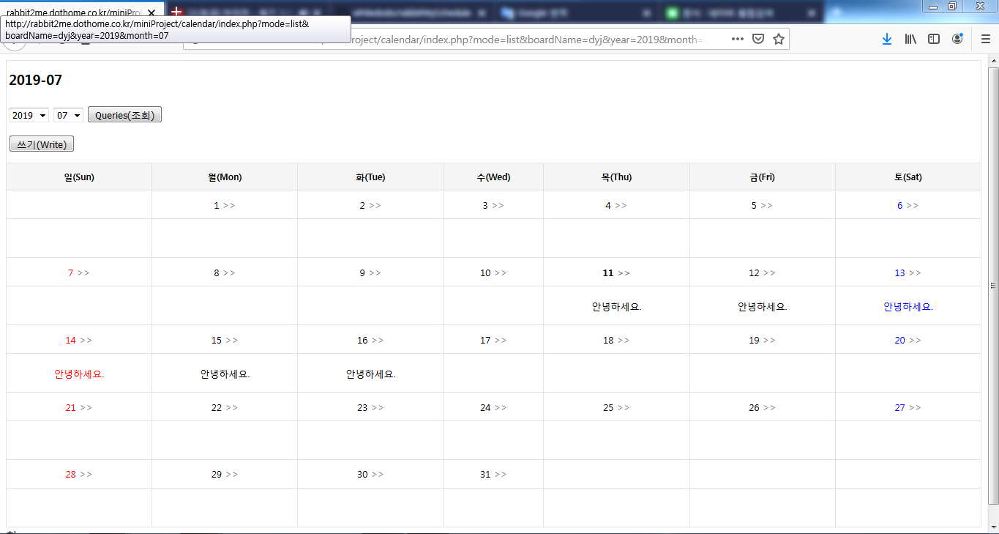 rabbit2me.dothome.co.kr/miniProj
http://rabbit2me.dothome.co.kr/miniProject/calendar/index.php?mode=list&
boardName=dyj&year=2019&month=07
project/calendar/index.php?mode=list&boardName=dyj&year=2019&month=
2019-07
2019 07 Queries(조회)
쓰기(Write)
일(Sun) 월(Mon) 화(Tue) 수(Wed) 목(Thu) 금(Fri) 토(Sat)
1 >> 2 >> 3 >> 4 >> 5 >> 6 >>
7 >> 8 >> 9 >> 10 >> 11 >> 12 >> 13 >>
안녕하세요. 안녕하세요. 안녕하세요.
14 >> 15 >> 16 >> 17 >> 18 >> 19 >> 20 >>
안녕하세요. 안녕하세요. 안녕하세요.
21 >> 22 >> 23 >> 24 >> 25 >> 26 >> 27 >>
28 >> 29 >> 30 >> 31 >>